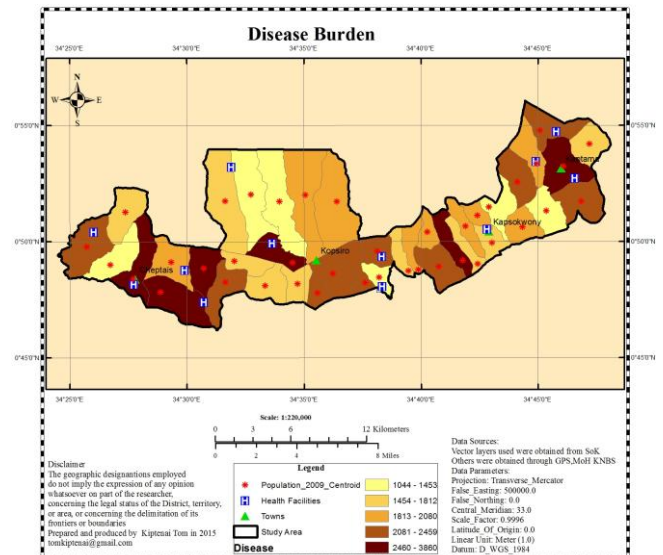 Disease Burden
34°25'0"E 34°30'0"E 34°35'0"E 34°40'0"E 34°45'0"E
N
W E
S
0°55'0"N 0°55'0"N
Kaptama
Kapsokwony
0°50'0"N 0°50'0"N
Kopsiro
Cheptais
0°45'0"N 0°45'0"N
34°25'0"E 34°30'0"E 34°35'0"E 34°40'0"E 34°45'0"E
Scale: 1:220,000
0 3 6 12 Kilometers
0 2 4 8 Miles
Disclaimer
The geographic designantions employed
do not imply the expression of any opinion
whatsoever on part of the researcher,
concerning the legal status of the District, territory,
or area, or concerning the delimitation of its
frontiers or boundaries
Prepared and produced by Kiptenai Tom in 2015
tomkiptenai@gmail.com
Legend
Population_2009_Centroid
H Health Facilities
Towns
Study Area
Disease
1044 - 1453
1454 - 1812
1813 - 2080
2081 - 2459
2460 - 3860
Data Sources:
Vector layers used were obtained from SoK
Others were obtained through GPS,MoH KNBS
Data Parameters:
Projection: Transverse_Mercator
False_Easting: 500000.0
False_Northing: 0.0
Central_Meridian: 33.0
Scale_Factor: 0.9996
Latitude_Of_Origin: 0.0
Linear Unit: Meter (1.0)
Datum: D_WGS_1984